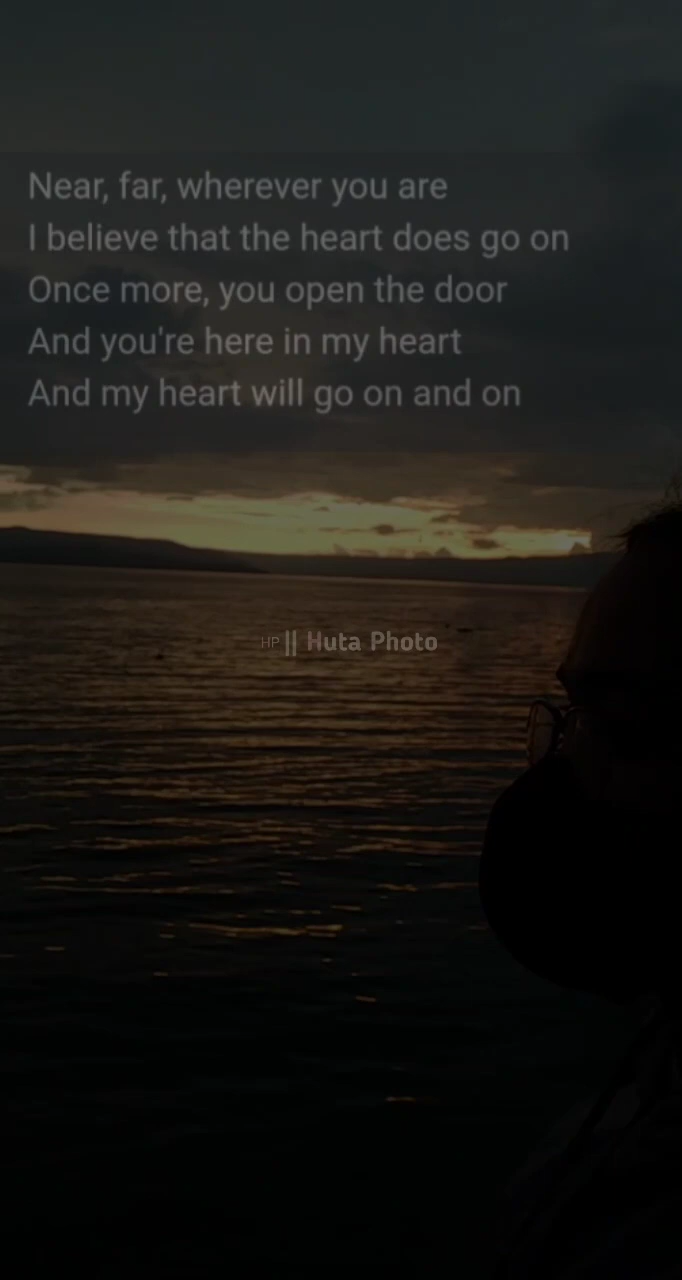 Near, far, wherever you are
I believe that the heart does go on
Once more, you open the door
And you're here in my heart
And my heart will go on and on
HP || Huta Photo